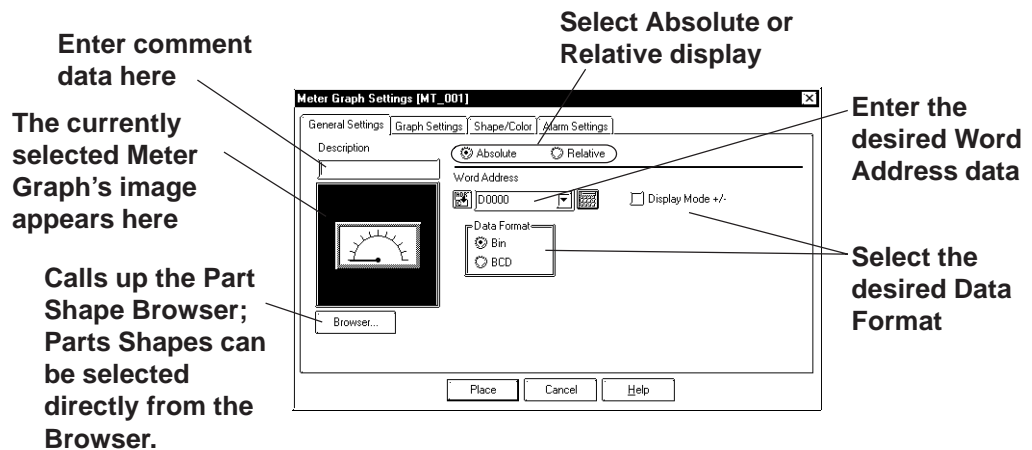 Select Absolute or
Relative display
Enter comment
data here
The currently
selected Meter
Graph's image
appears here
Calls up the Part
Shape Browser;
Parts Shapes can
be selected
directly from the
Browser.
Meter Graph Settings [MT_001]
General Settings Graph Settings Shape/Color Alarm Settings
Description
Absolute Relative
Word Address
D0000
Display Mode +/-
Data Format
Bin
BCD
Browser...
Place Cancel Help
Enter the
desired Word
Address data
Select the
desired Data
Format